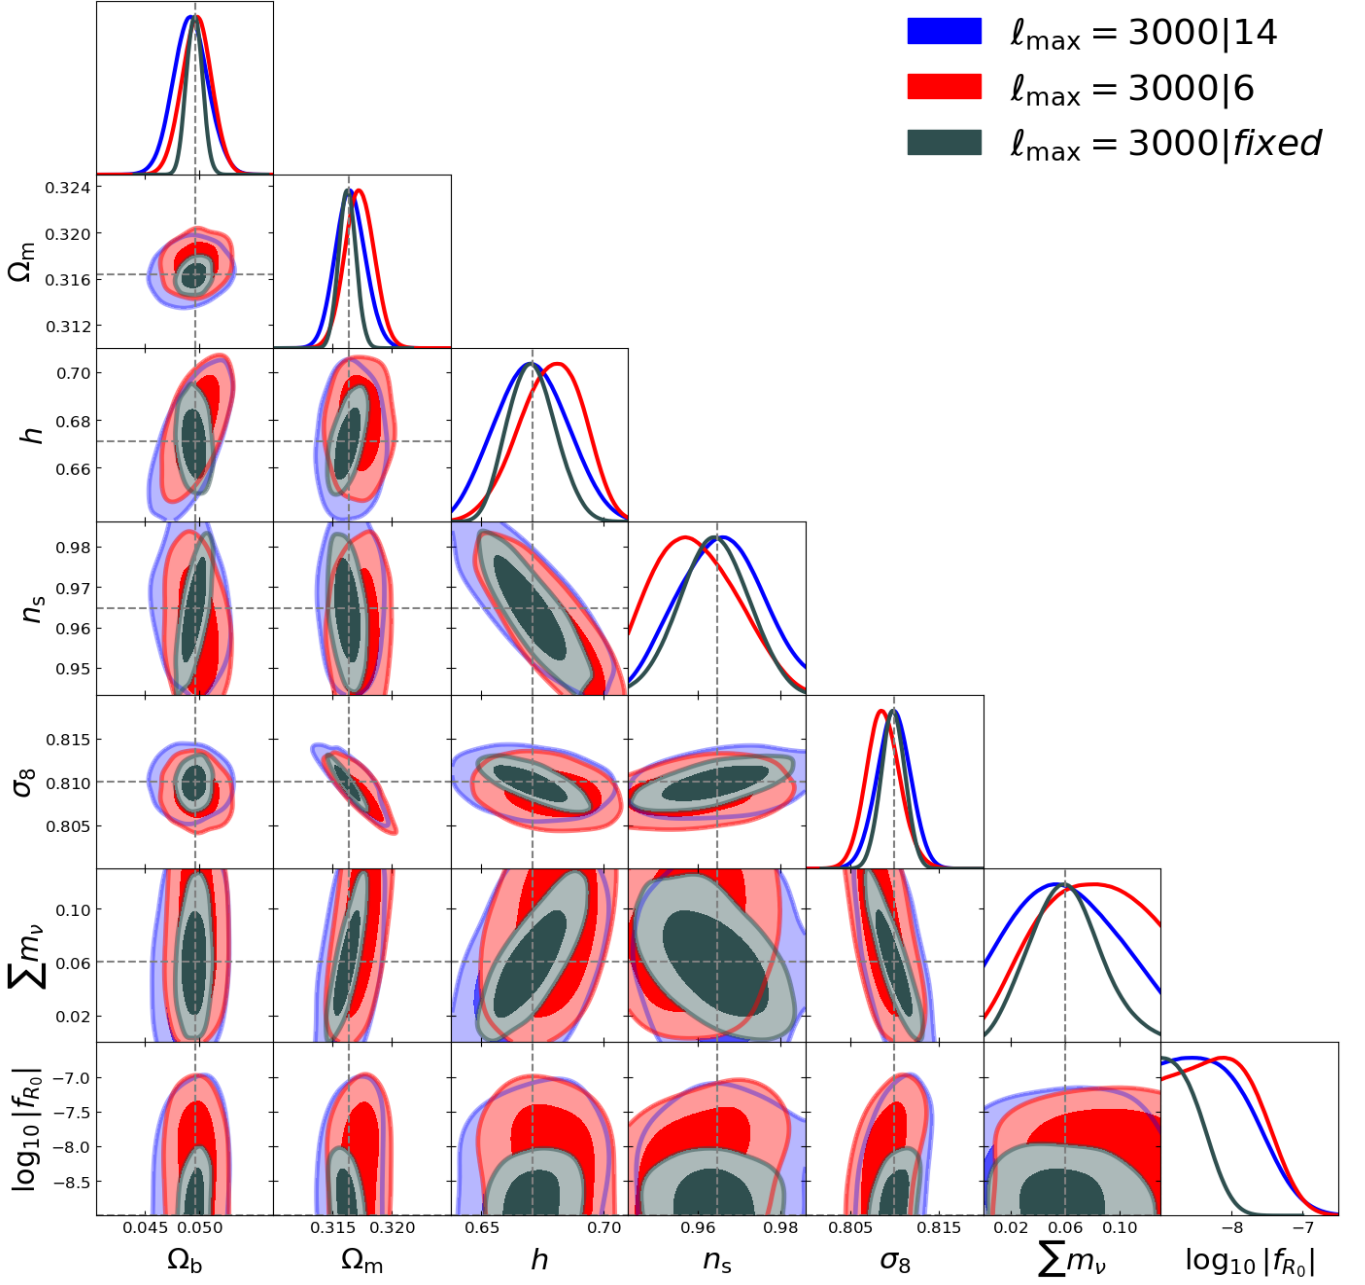 ℓmax = 3000|14
ℓmax = 3000|6
ℓmax = 3000|fixed
0.324
0.320
0.316
0.312
Ωm
0.70
0.68
0.66
h
0.98
0.97
0.96
0.95
ns
0.815
0.810
0.805
σ8
0.10
0.06
0.02
∑mν
−7.0
−7.5
−8.0
−8.5
log10 |fR0|
0.045 0.050 0.315 0.320 0.65 0.70 0.96 0.98 0.805 0.815 0.02 0.06 0.10 −8 −7
Ωb Ωm h ns σ8 ∑mν log10 |fR0|